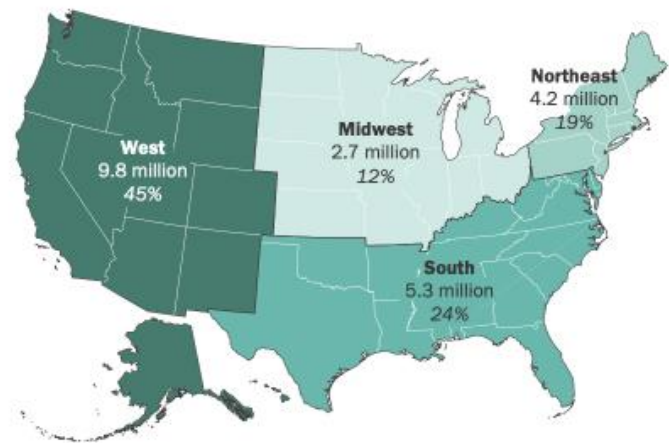 West
9.8 million
45%
Midwest
2.7 million
12%
Northeast
4.2 million
19%
South
5.3 million
24%